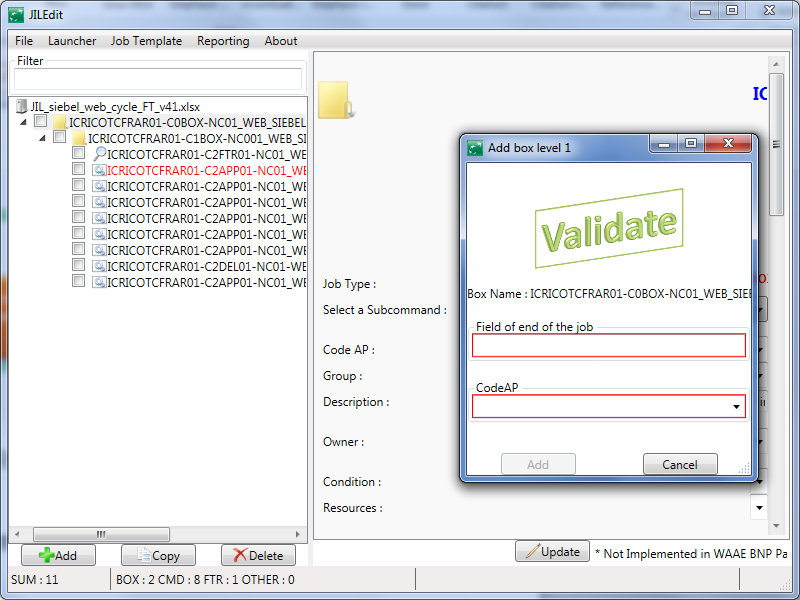 JILEdit
File Launcher Job Template Reporting About
Filter
JIL_siebel_web_cycle_FT_v41.xlsx
ICRICOTCFRAR01-C0BOX-NC01_WEB_SIEBEL
ICRICOTCFRAR01-C1BOX-NC001_WEB_SI
ICRICOTCFRAR01-C2FTR01-NC01_WE
ICRICOTCFRAR01-C2APP01-NC01_WE
ICRICOTCFRAR01-C2APP01-NC01_WE
ICRICOTCFRAR01-C2APP01-NC01_WE
ICRICOTCFRAR01-C2APP01-NC01_WE
ICRICOTCFRAR01-C2APP01-NC01_WE
ICRICOTCFRAR01-C2APP01-NC01_WE
ICRICOTCFRAR01-C2DEL01-NC01-WE
ICRICOTCFRAR01-C2APP01-NC01_WE
Add Copy Delete
SUM : 11 BOX : 2 CMD : 8 FTR : 1 OTHER : 0
IC
Job Type :
Select a Subcommand :
Code AP :
Group :
Description :
Owner :
Condition :
Resources :
Update * Not Implemented in WAAE BNP Pa
Add box level 1
Validate
Box Name : ICRICOTCFRAR01-C0BOX-NC01_WEB_SIEB
Field of end of the job
CodeAP
Add Cancel